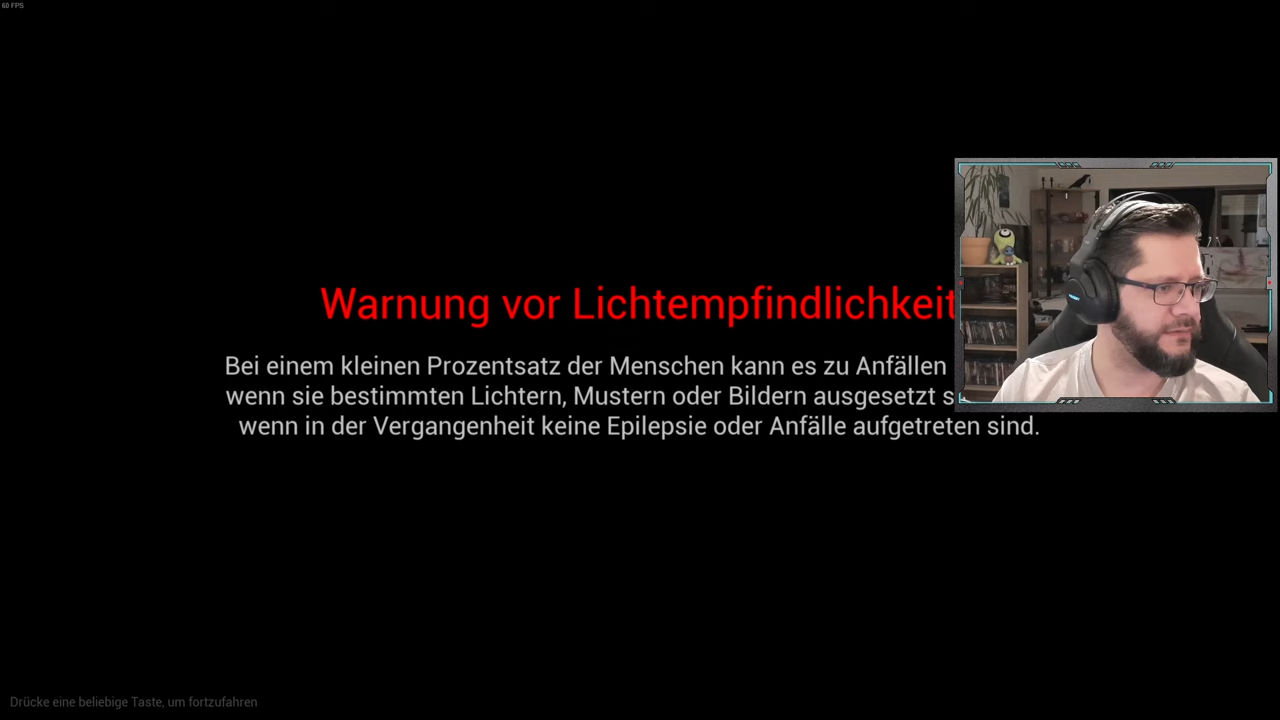 60 FPS
Warnung vor Lichtempfindlichkeit
Bei einem kleinen Prozentsatz der Menschen kann es zu Anfällen
wenn sie bestimmten Lichtern, Mustern oder Bildern ausgesetzt
wenn in der Vergangenheit keine Epilepsie oder Anfälle aufgetreten sind.
Drücke eine beliebige Taste, um fortzufahren